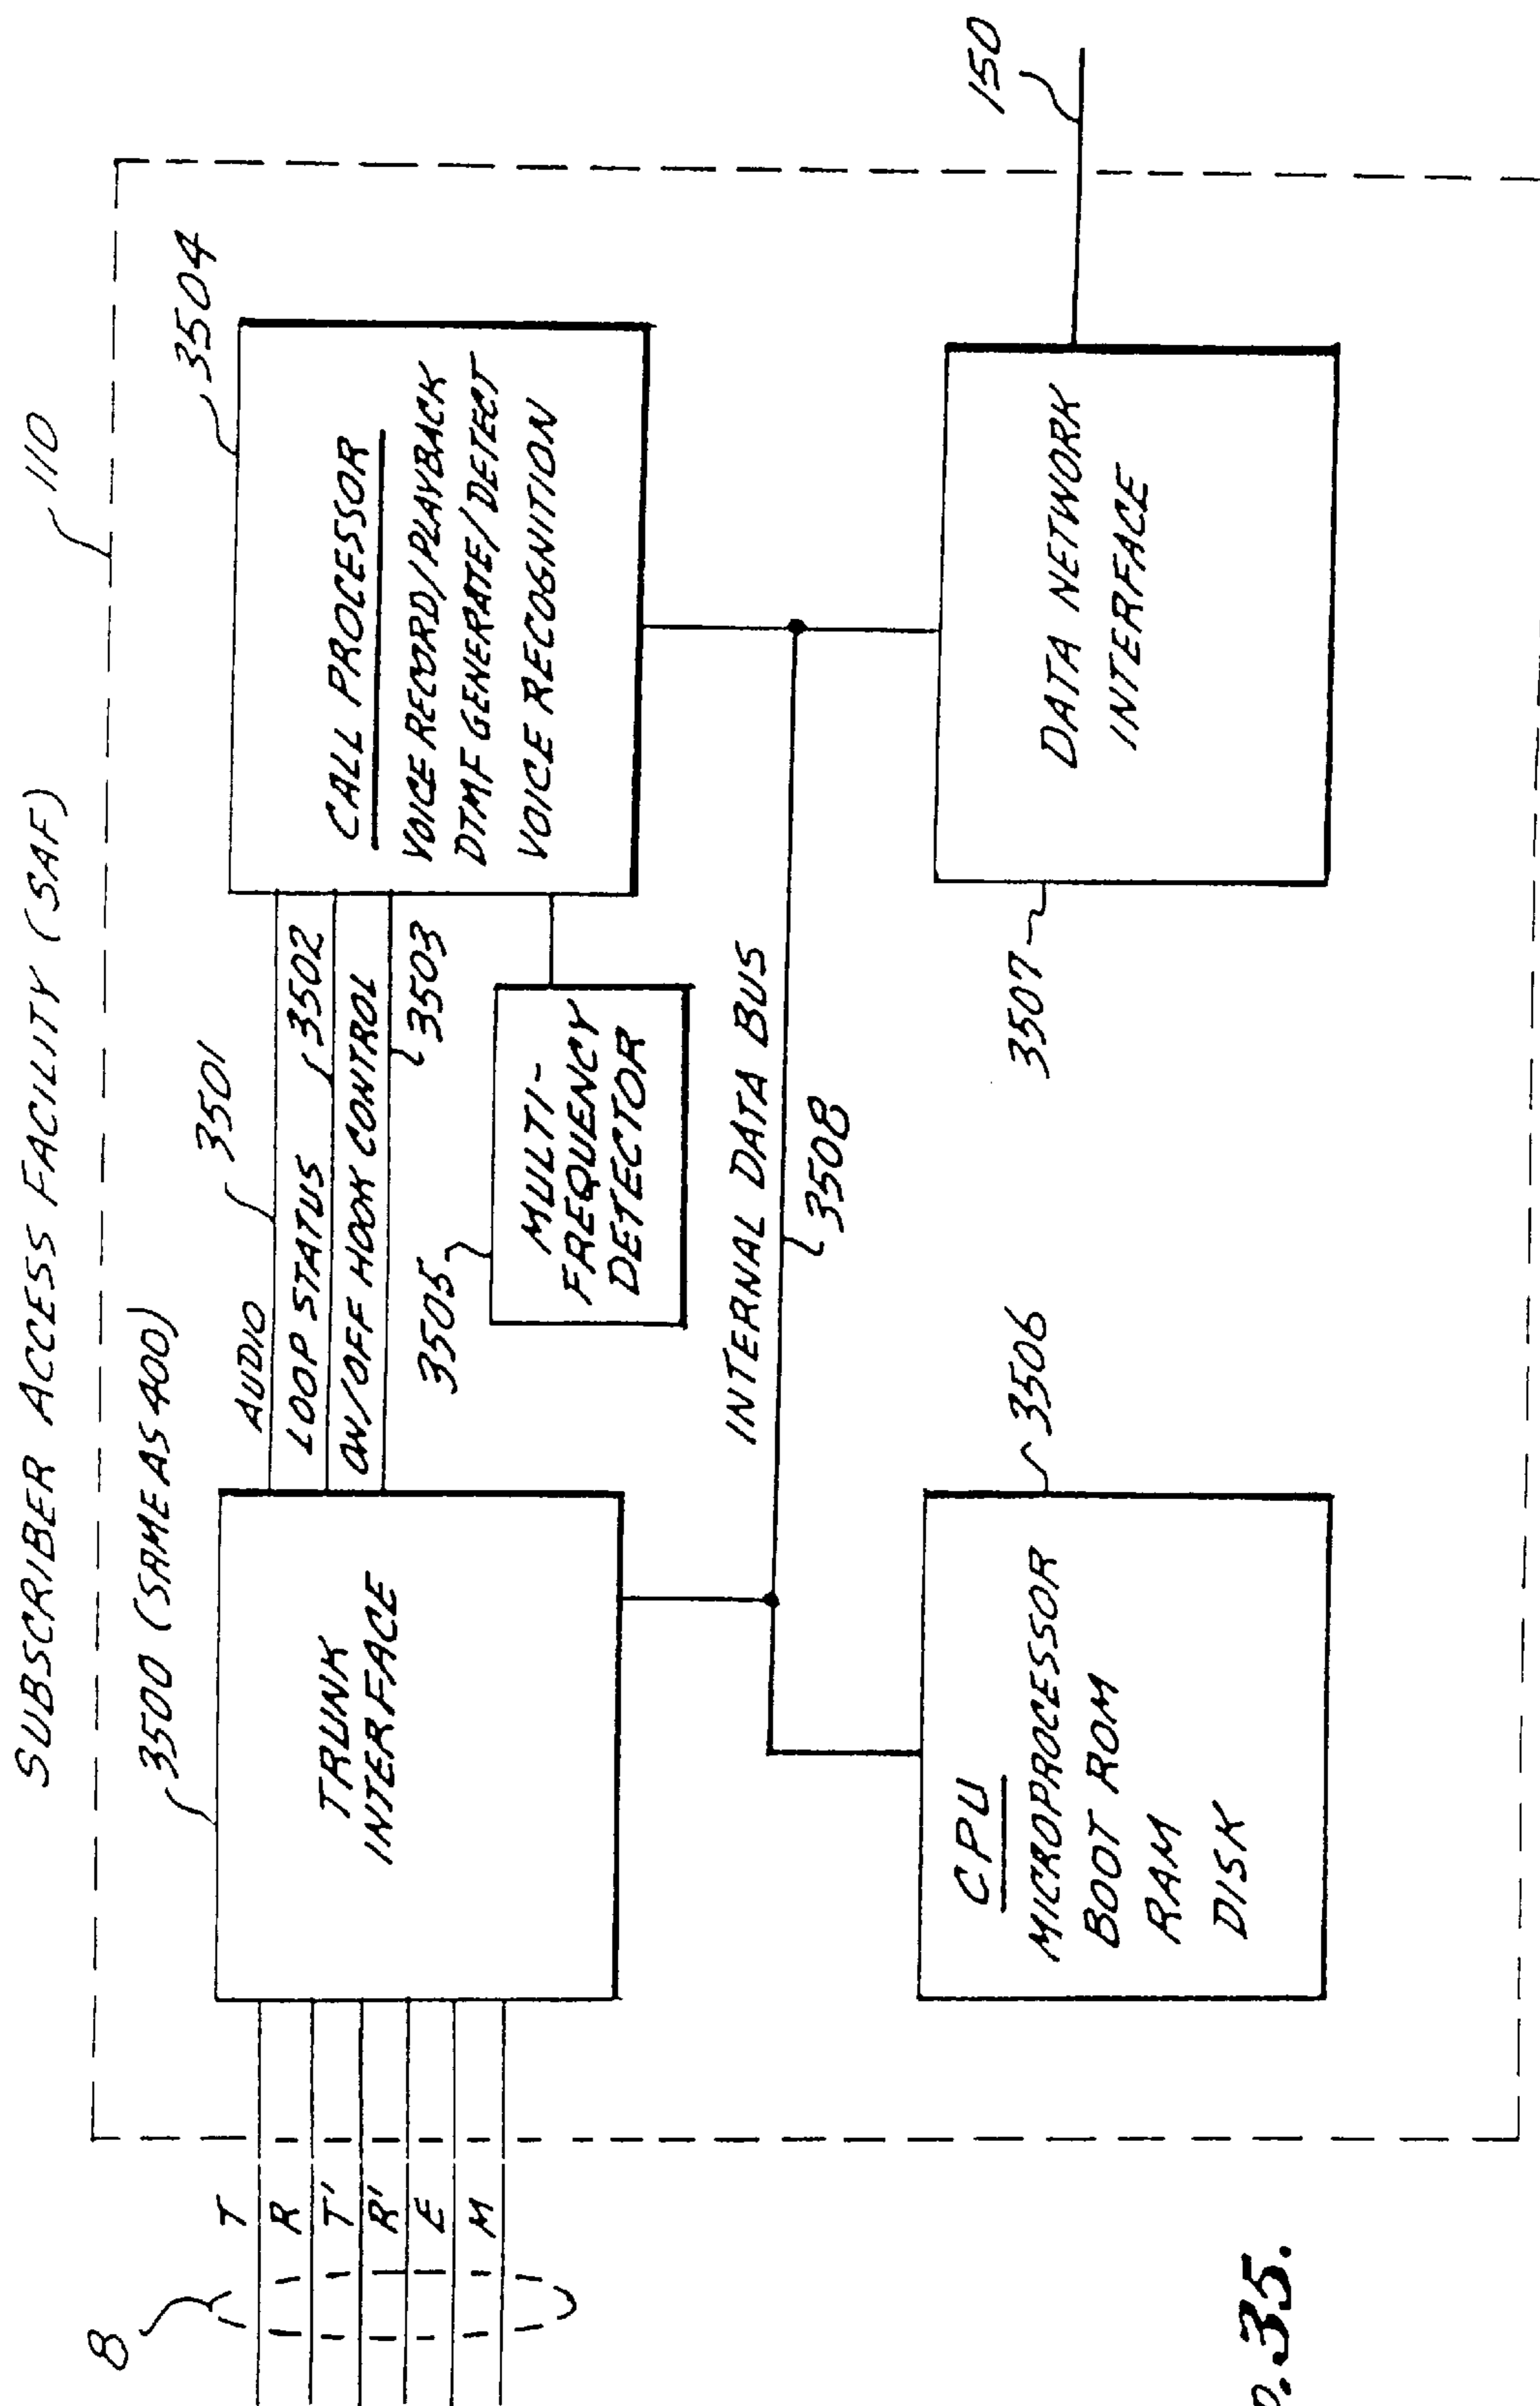 SUBSCRIBER ACCESS FACILITY (SAF)
110
3500 (SAME AS 400)
3501
3504
TRUNK
INTERFACE
AUDIO
LOOP STATUS
3502
ON/OFF HOOK CONTROL
3503
CALL PROCESSOR
VOICE RECORD/PLAYBACK
DTMF GENERATE/DETECT
VOICE RECOGNITION
8
T
R
T'
R'
E
M
3505
MULTI-
FREQUENCY
DETECTOR
INTERNAL DATA BUS
3508
CPU
MICROPROCESSOR
BOOT ROM
RAM
DISK
3506
3507
DATA NETWORK
INTERFACE
150
.35.